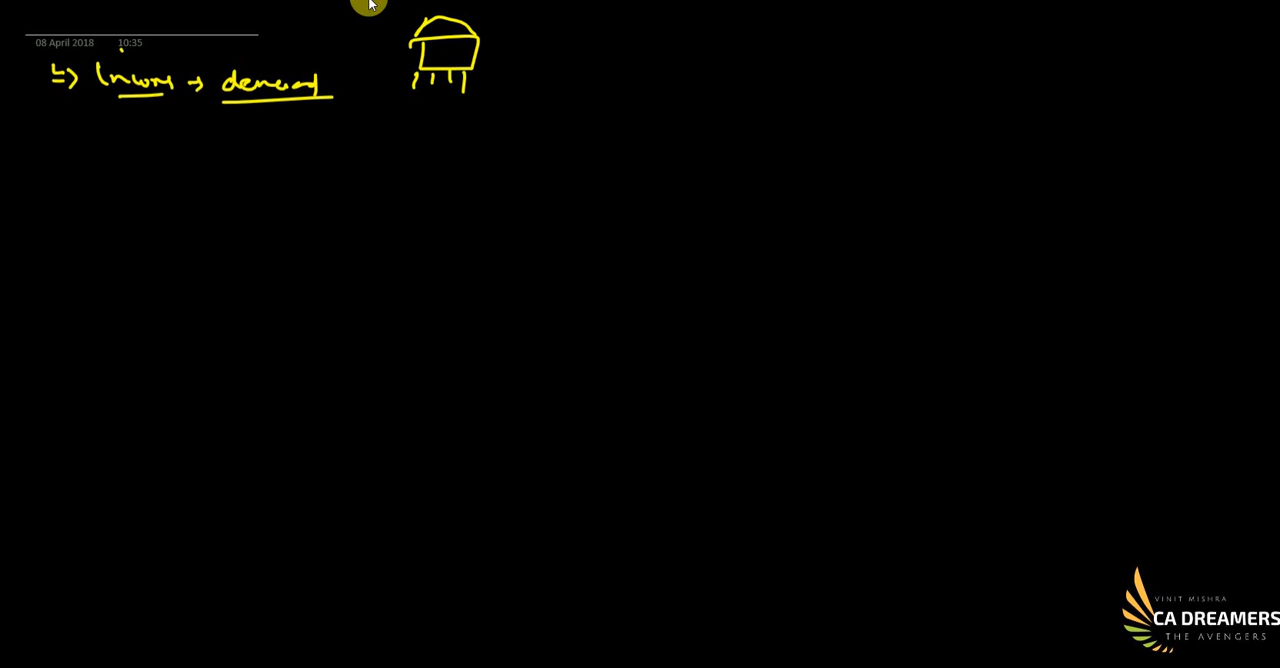 08 April 2018 10:35
↳ Income → demand
VINIT MISHRA
CA DREAMERS
THE AVENGERS